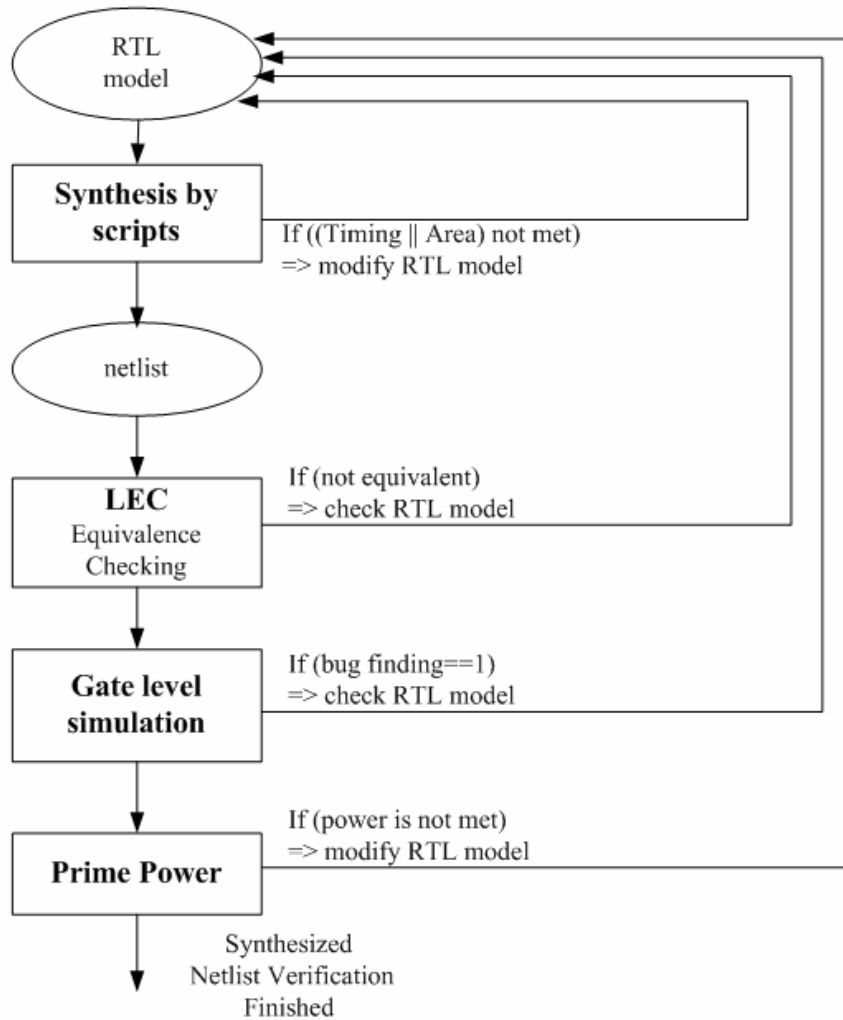 RTL
model
Synthesis by
scripts
If ((Timing || Area) not met)
=> modify RTL model
netlist
LEC
Equivalence
Checking
If (not equivalent)
=> check RTL model
Gate level
simulation
If (bug finding==1)
=> check RTL model
Prime Power
If (power is not met)
=> modify RTL model
Synthesized
Netlist Verification
Finished